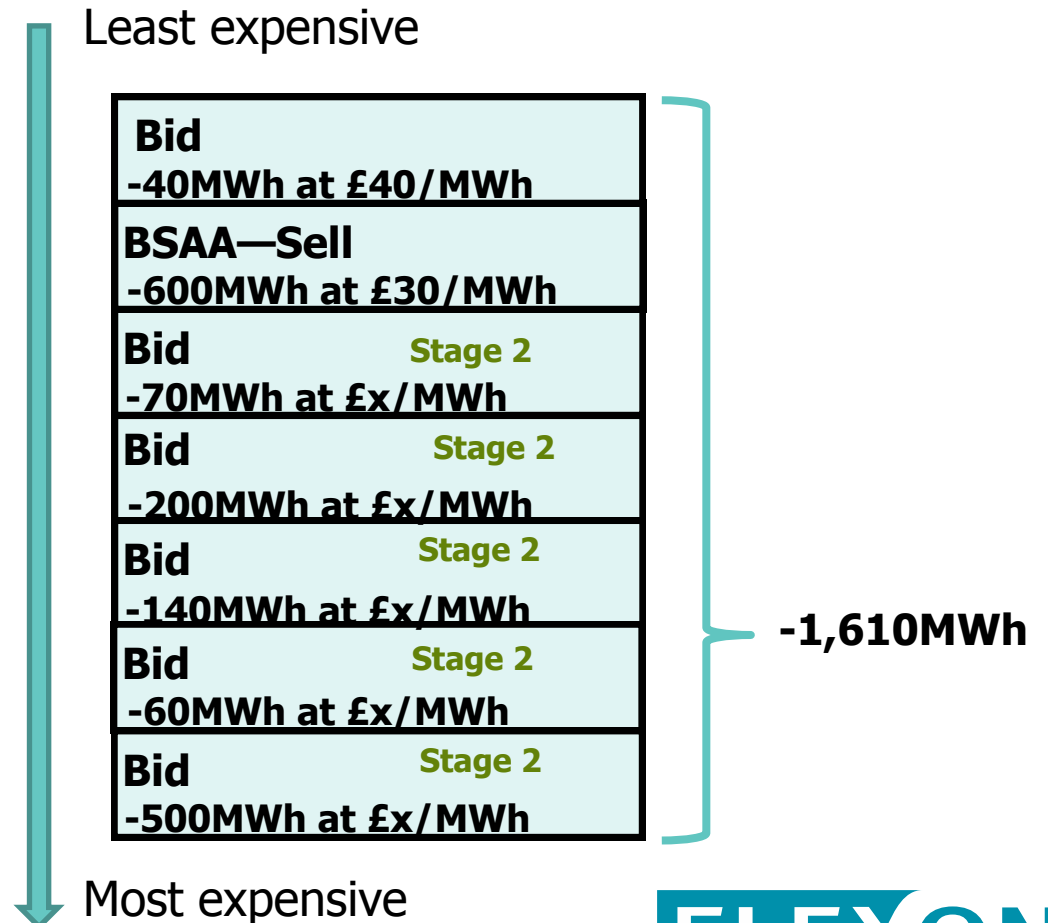 Least expensive
Bid
-40MWh at £40/MWh
BSAA—Sell
-600MWh at £30/MWh
Bid Stage 2
-70MWh at £x/MWh
Bid Stage 2
-200MWh at £x/MWh
Bid Stage 2
-140MWh at £x/MWh
-1,610MWh
Bid Stage 2
-60MWh at £x/MWh
Bid Stage 2
-500MWh at £x/MWh
Most expensive
ELEXON